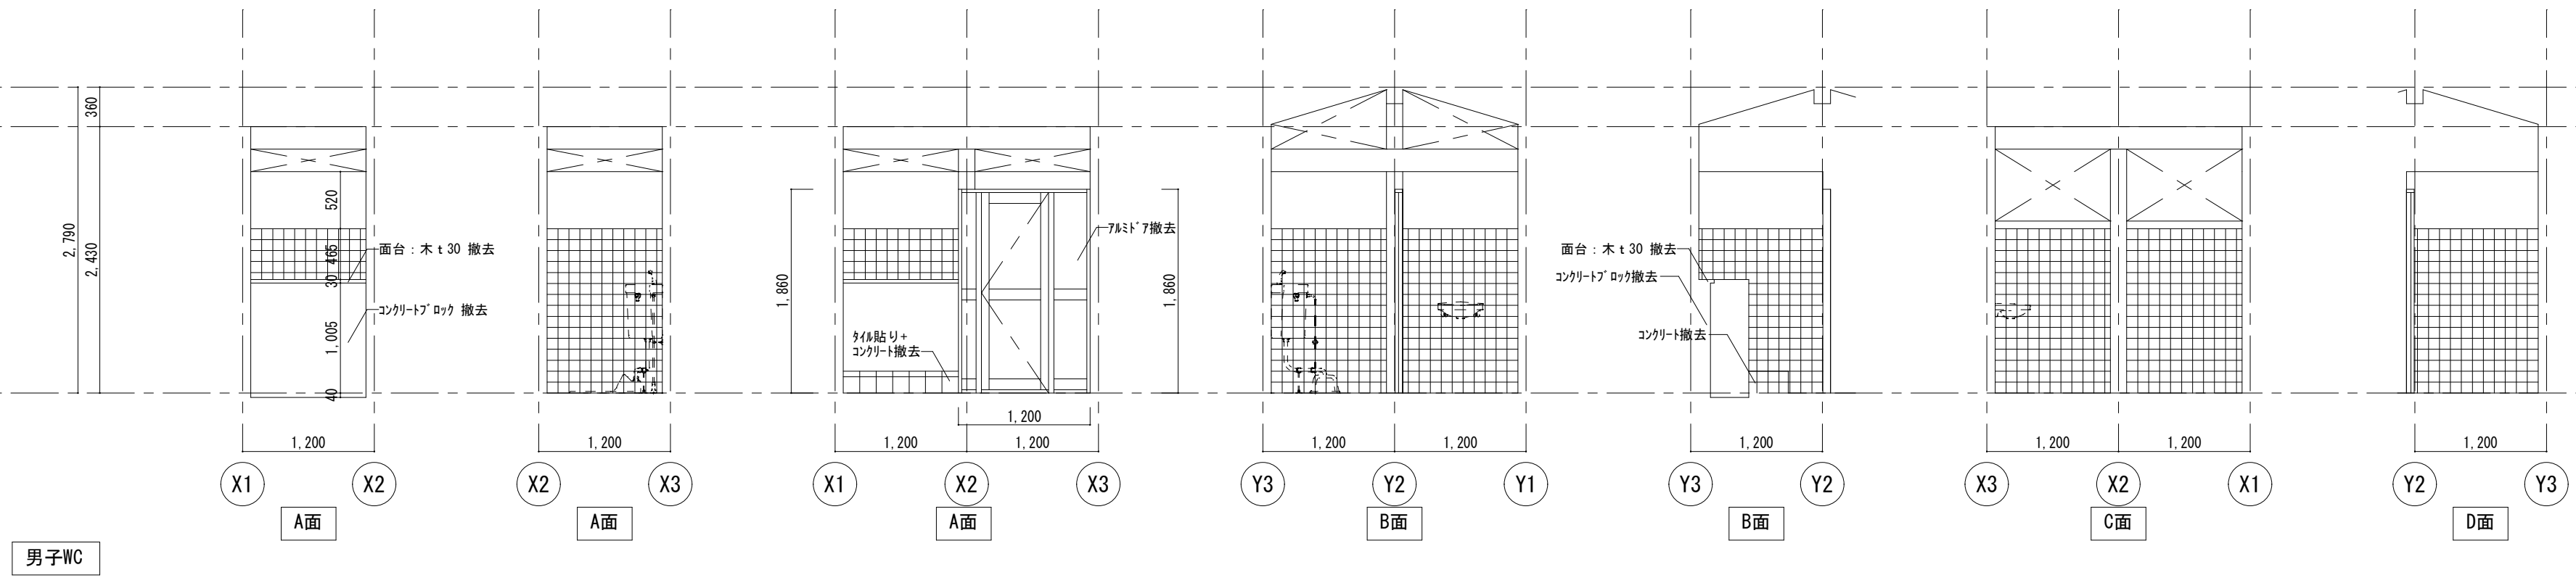 360
2,790
2,430
520
465
30
1,005
40
面台：木ｔ30 撤去
ｺﾝｸﾘｰﾄﾌﾞﾛｯｸ 撤去
1,200
X1
X2
A面
1,200
X2
X3
A面
1,860
ｱﾙﾐﾄﾞｱ撤去
1,860
ﾀｲﾙ貼り+
ｺﾝｸﾘｰﾄ撤去
1,200
1,200
1,200
X1
X2
X3
A面
1,200
1,200
Y3
Y2
Y1
B面
面台：木ｔ30 撤去
ｺﾝｸﾘｰﾄﾌﾞﾛｯｸ撤去
ｺﾝｸﾘｰﾄ撤去
1,200
Y3
Y2
B面
1,200
1,200
X3
X2
X1
C面
1,200
Y2
Y3
D面
男子WC